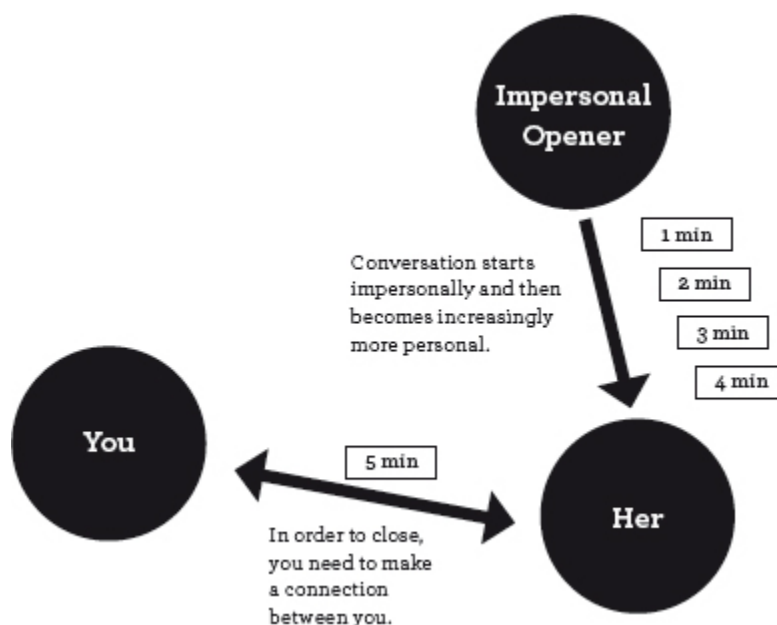 Impersonal
Opener
1 min
Conversation starts
impersonally and then
becomes increasingly
more personal.
2 min
3 min
4 min
You
5 min
Her
In order to close,
you need to make
a connection
between you.